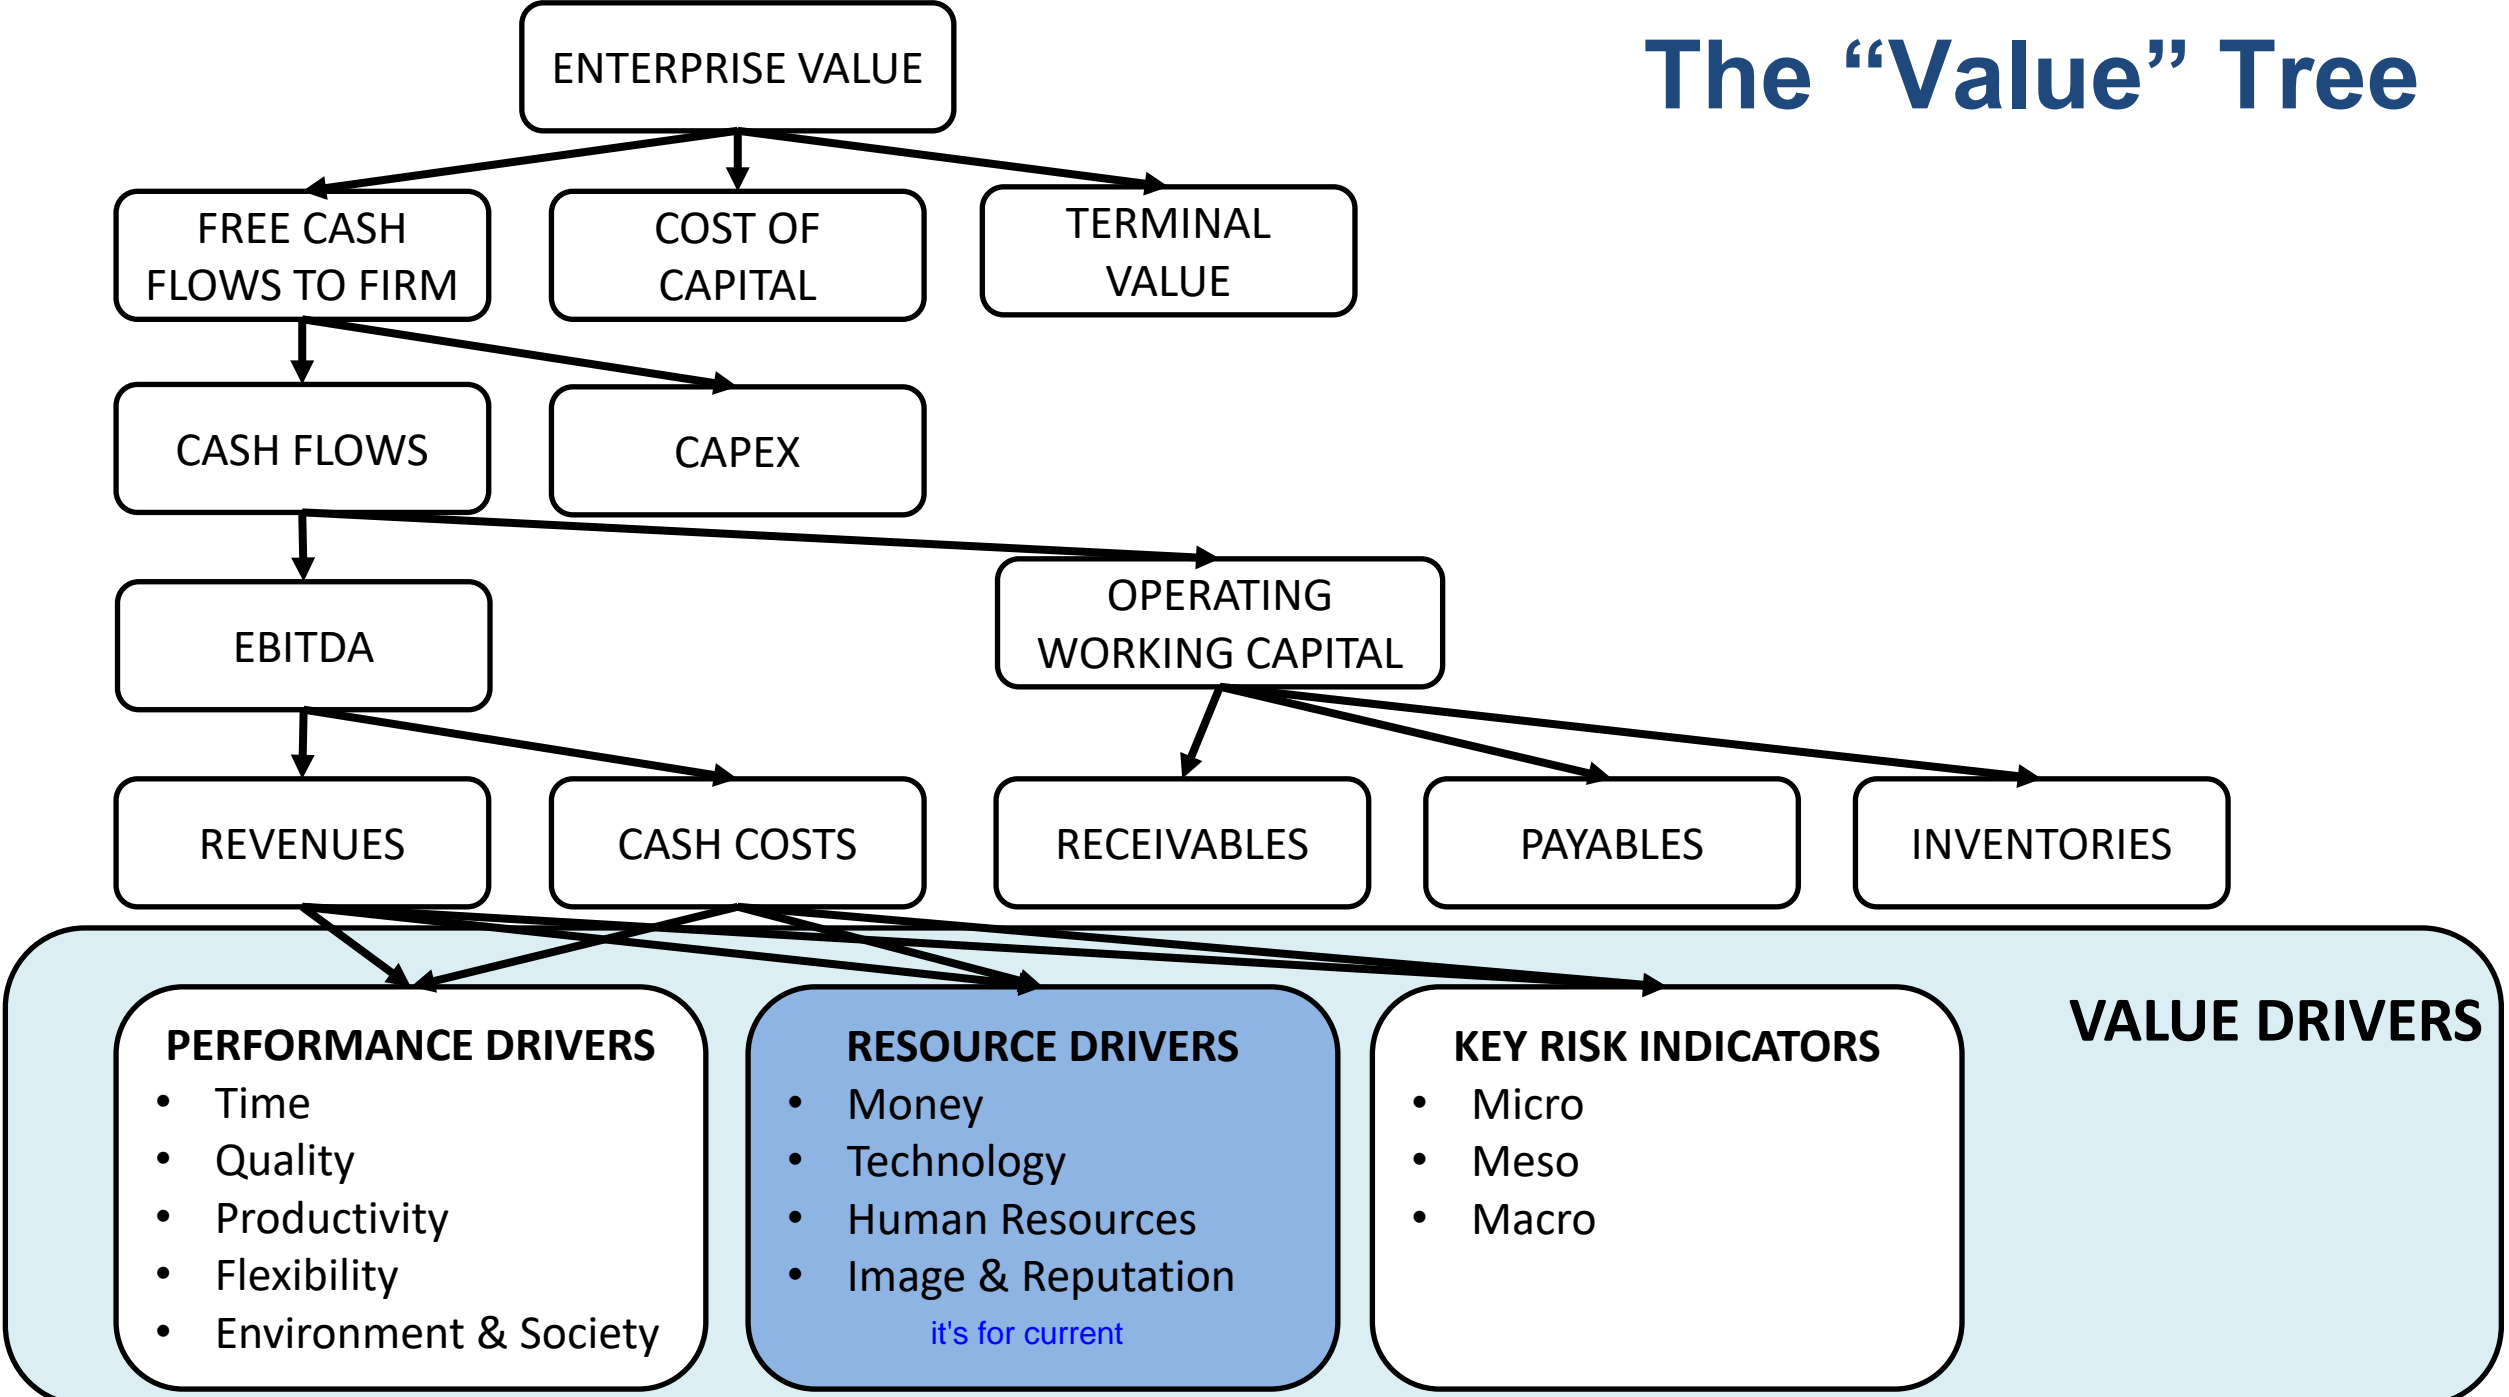 The “Value” Tree
ENTERPRISE VALUE
FREE CASH
FLOWS TO FIRM
COST OF
CAPITAL
TERMINAL
VALUE
CASH FLOWS
CAPEX
EBITDA
OPERATING
WORKING CAPITAL
REVENUES
CASH COSTS
RECEIVABLES
PAYABLES
INVENTORIES
VALUE DRIVERS
PERFORMANCE DRIVERS
• Time
• Quality
• Productivity
• Flexibility
• Environment & Society
RESOURCE DRIVERS
• Money
• Technology
• Human Resources
• Image & Reputation
it's for current
KEY RISK INDICATORS
• Micro
• Meso
• Macro